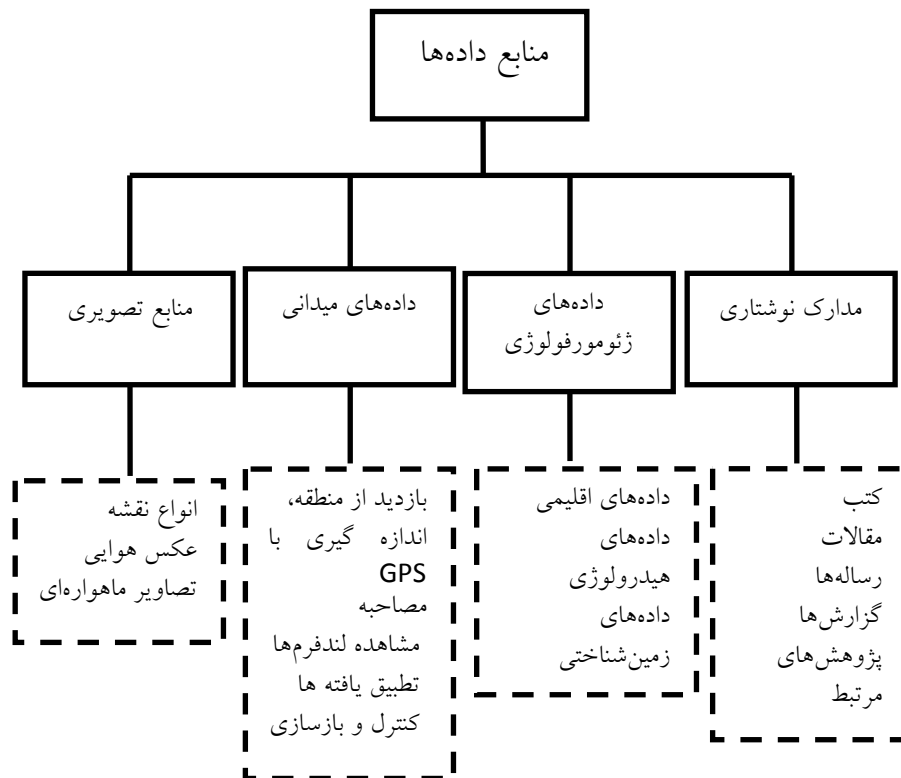 منابع داده‌ها
مدارک نوشتاری
داده‌های
ژئومورفولوژی
داده‌های میدانی
منابع تصویری
کتب
مقالات
رساله‌ها
گزارش‌ها
پژوهش‌های
مرتبط
داده‌های اقلیمی
داده‌های
هیدرولوژی
داده‌های
زمین‌شناختی
بازدید از منطقه،
اندازه گیری با
GPS
مصاحبه
مشاهده لندفرم‌ها
تطبیق یافته ها
کنترل و بازسازی
انواع نقشه
عکس هوایی
تصاویر ماهواره‌ای